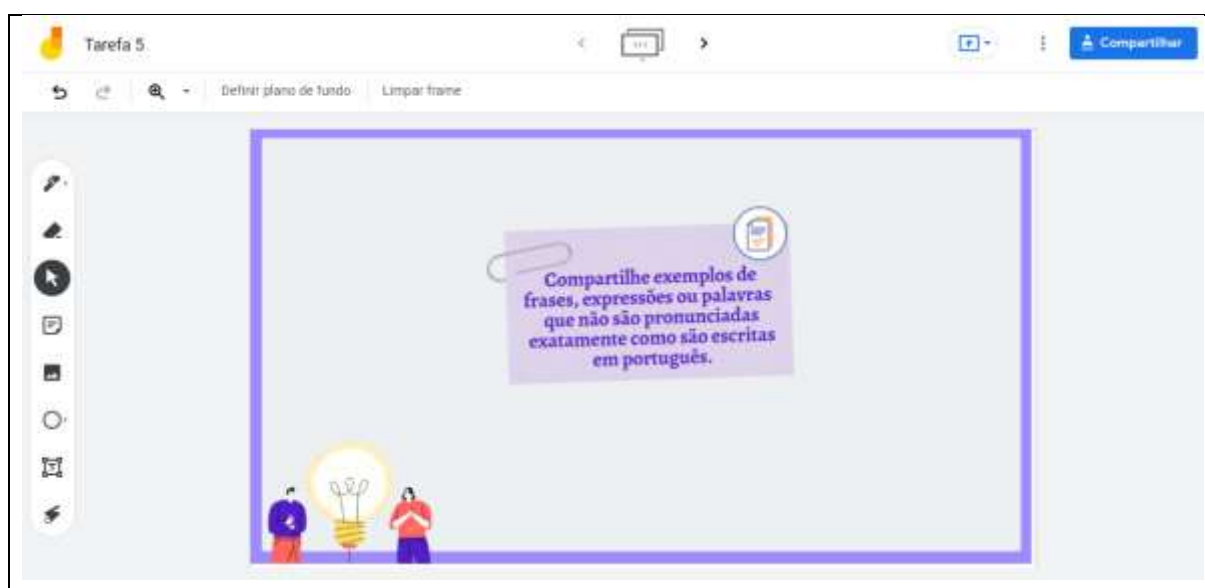 Tarefa 5
Compartilhar
Definir plano de fundo
Limpar frame
Compartilhe exemplos de
frases, expressões ou palavras
que não são pronunciadas
exatamente como são escritas
em português.